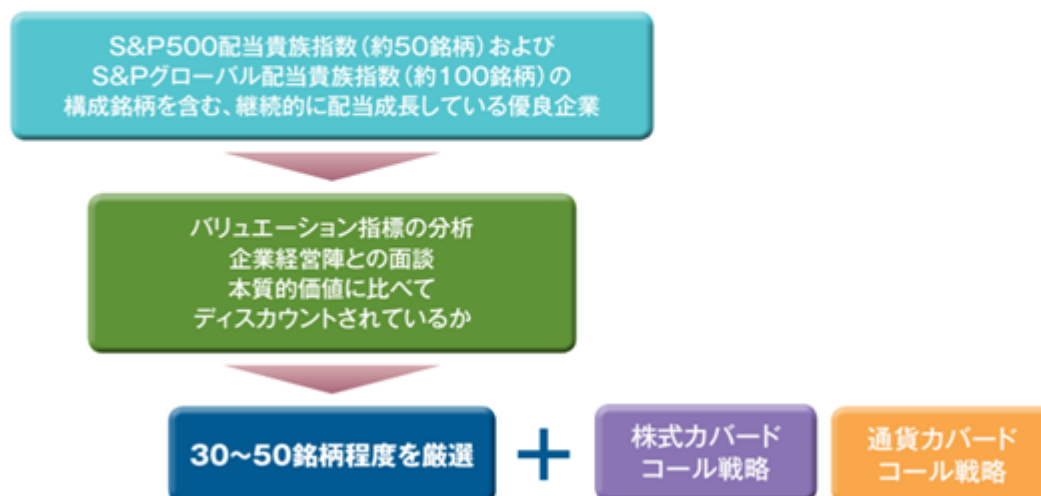 S&P500配当貴族指数（約50銘柄）および
S&Pグローバル配当貴族指数（約100銘柄）の
構成銘柄を含む、継続的に配当成長している優良企業
バリュエーション指標の分析
企業経営陣との面談
本質的価値に比べて
ディスカウントされているか
30～50銘柄程度を厳選
+
株式カバード
コール戦略
通貨カバード
コール戦略